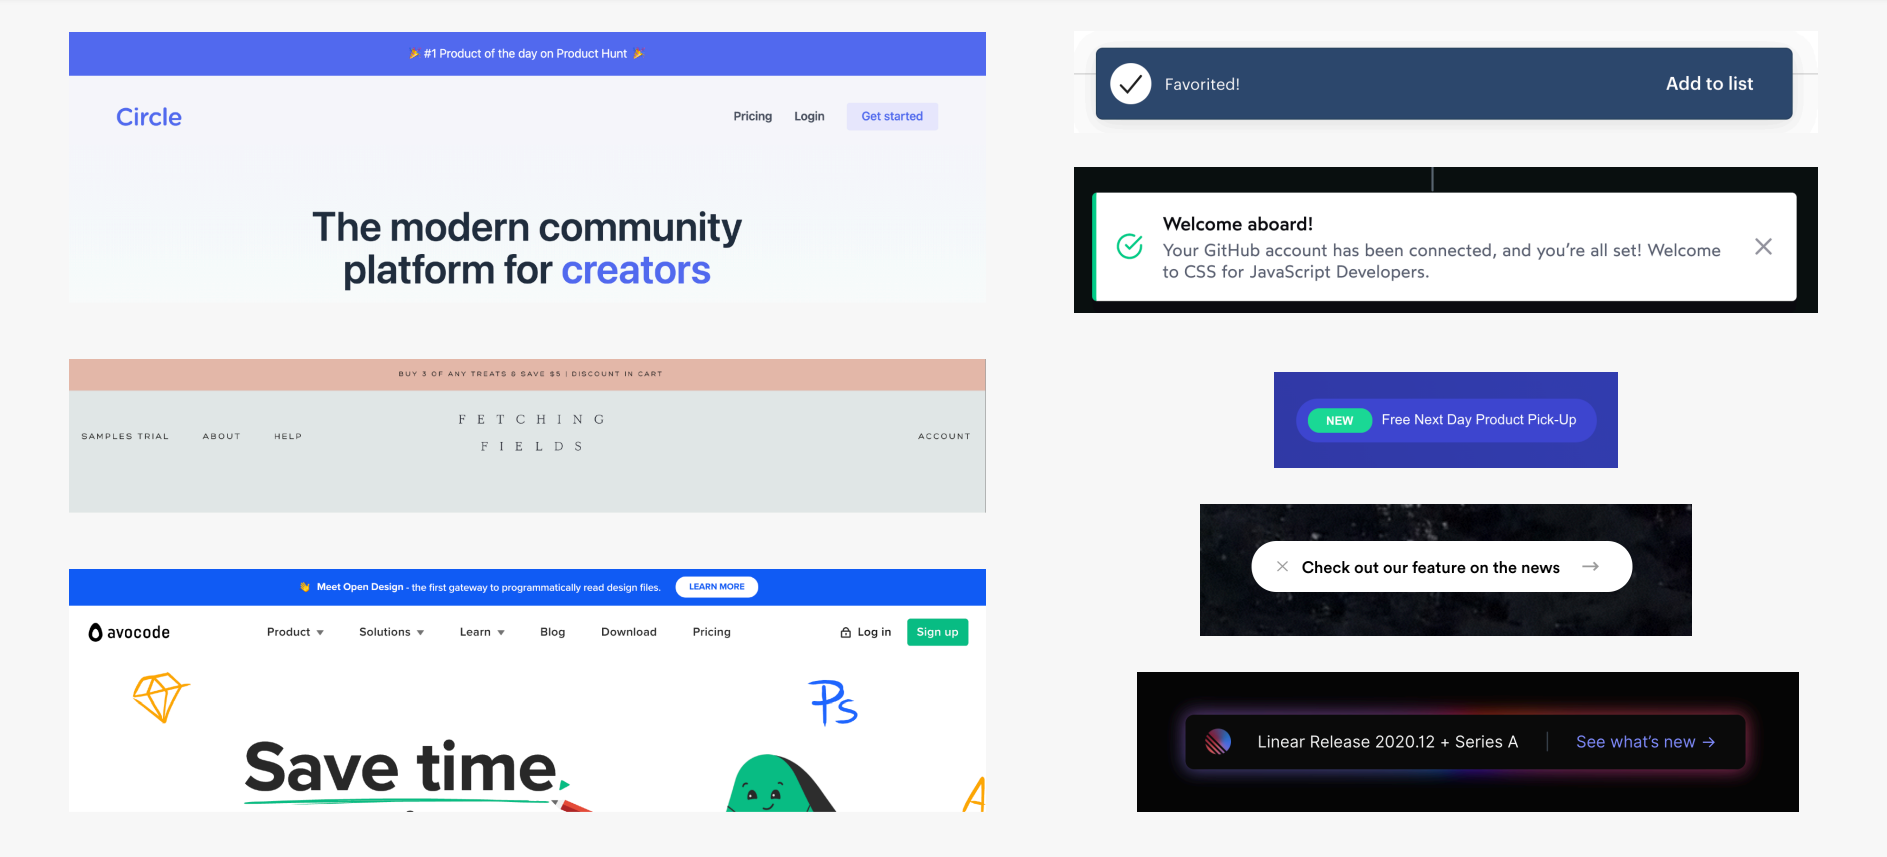 🎉 #1 Product of the day on Product Hunt 🎉
Circle
Pricing Login Get started
The modern community
platform for creators
BUY 3 OF ANY TREATS & SAVE $5 | DISCOUNT IN CART
FETCHING
FIELDS
SAMPLES TRIAL ABOUT HELP ACCOUNT
👋 Meet Open Design - the first gateway to programmatically read design files. LEARN MORE
avocode Product Solutions Learn Blog Download Pricing Log in Sign up
Ps
Save time
A
Favorited! Add to list
Welcome aboard!
Your GitHub account has been connected, and you’re all set! Welcome
to CSS for JavaScript Developers.
NEW Free Next Day Product Pick-Up
Check out our feature on the news →
Linear Release 2020.12 + Series A | See what’s new →